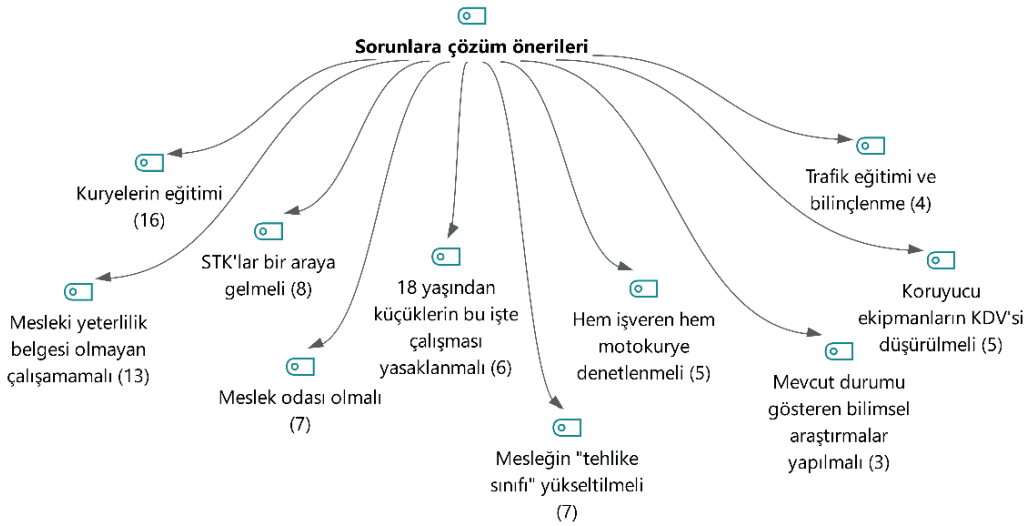 Sorunlara çözüm önerileri
Kuryelerin eğitimi
(16)
Mesleki yeterlilik
belgesi olmayan
çalışamamalı (13)
STK'lar bir araya
gelmeli (8)
Meslek odası olmalı
(7)
18 yaşından
küçüklerin bu işte
çalışması
yasaklanmalı (6)
Mesleğin "tehlike
sınıfı" yükseltilmeli
(7)
Hem işveren hem
motokurye
denetlenmeli (5)
Mevcut durumu
gösteren bilimsel
araştırmalar
yapılmalı (3)
Koruyucu
ekipmanların KDV'si
düşürülmeli (5)
Trafik eğitimi ve
bilinçlenme (4)